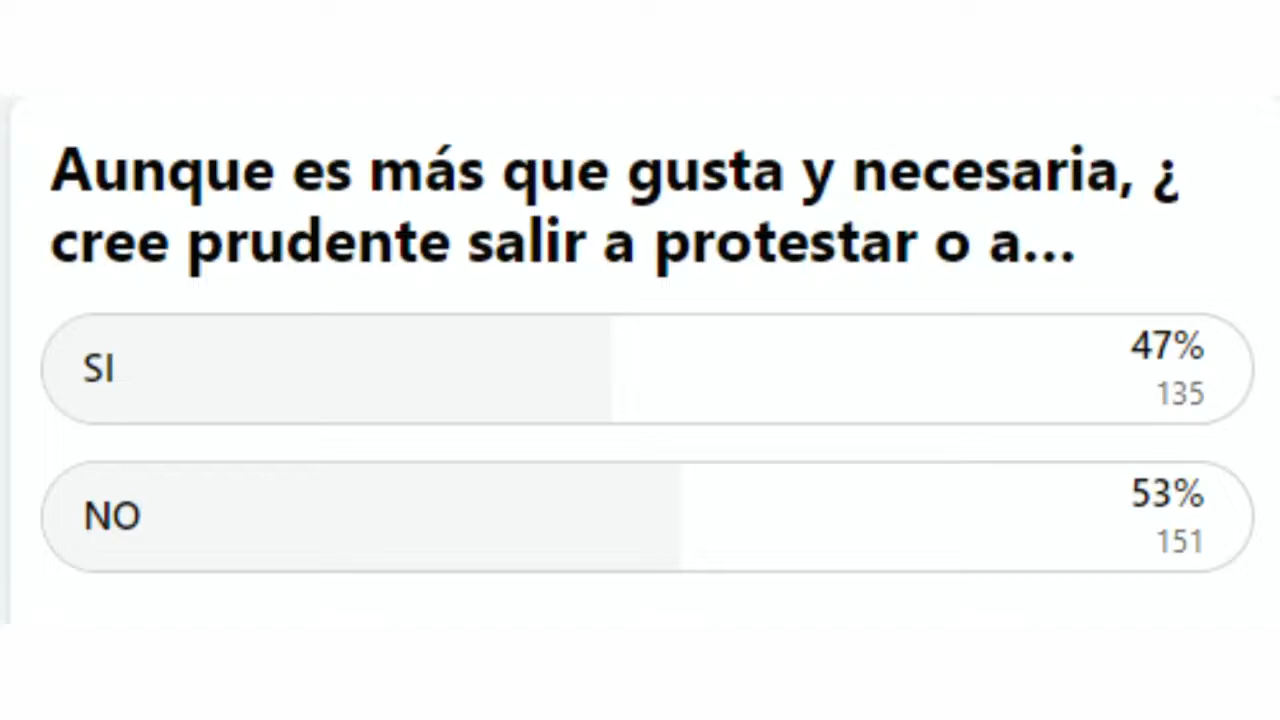 Aunque es más que gusta y necesaria, ¿
cree prudente salir a protestar o a...
SI
47%
135
NO
53%
151